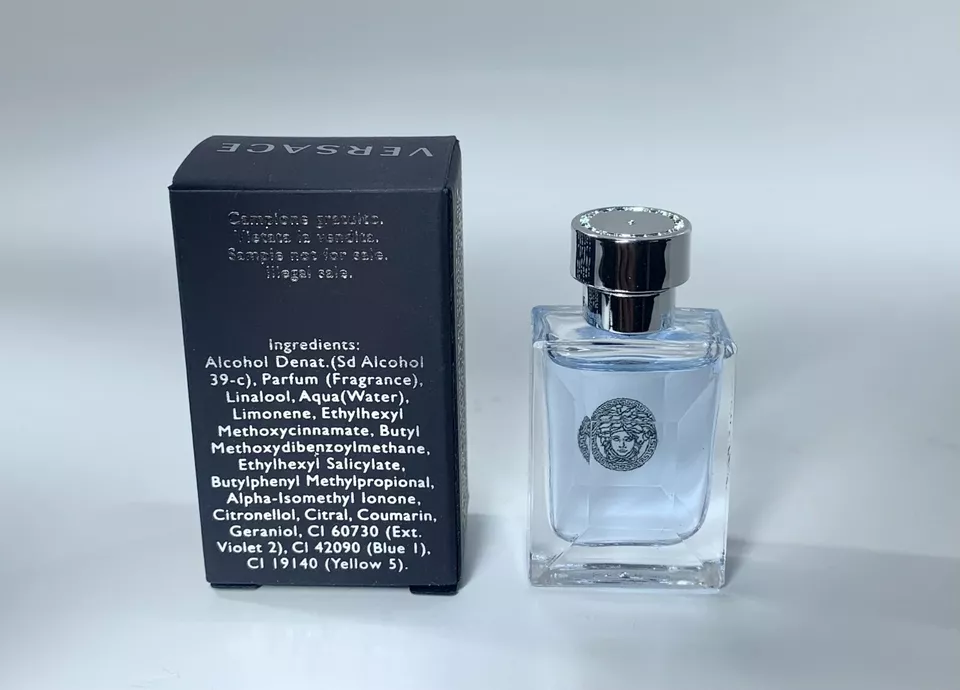 VERSACE
Campione gratuito.
Vietata la vendita.
Sample not for sale.
Illegal sale.
Ingredients:
Alcohol Denat.(Sd Alcohol
39-c), Parfum (Fragrance),
Linalool, Aqua(Water),
Limonene, Ethylhexyl
Methoxycinnamate, Butyl
Methoxydibenzoylmethane,
Ethylhexyl Salicylate,
Butylphenyl Methylpropional,
Alpha-Isomethyl Ionone,
Citronellol, Citral, Coumarin,
Geraniol, CI 60730 (Ext.
Violet 2), CI 42090 (Blue 1),
CI 19140 (Yellow 5).